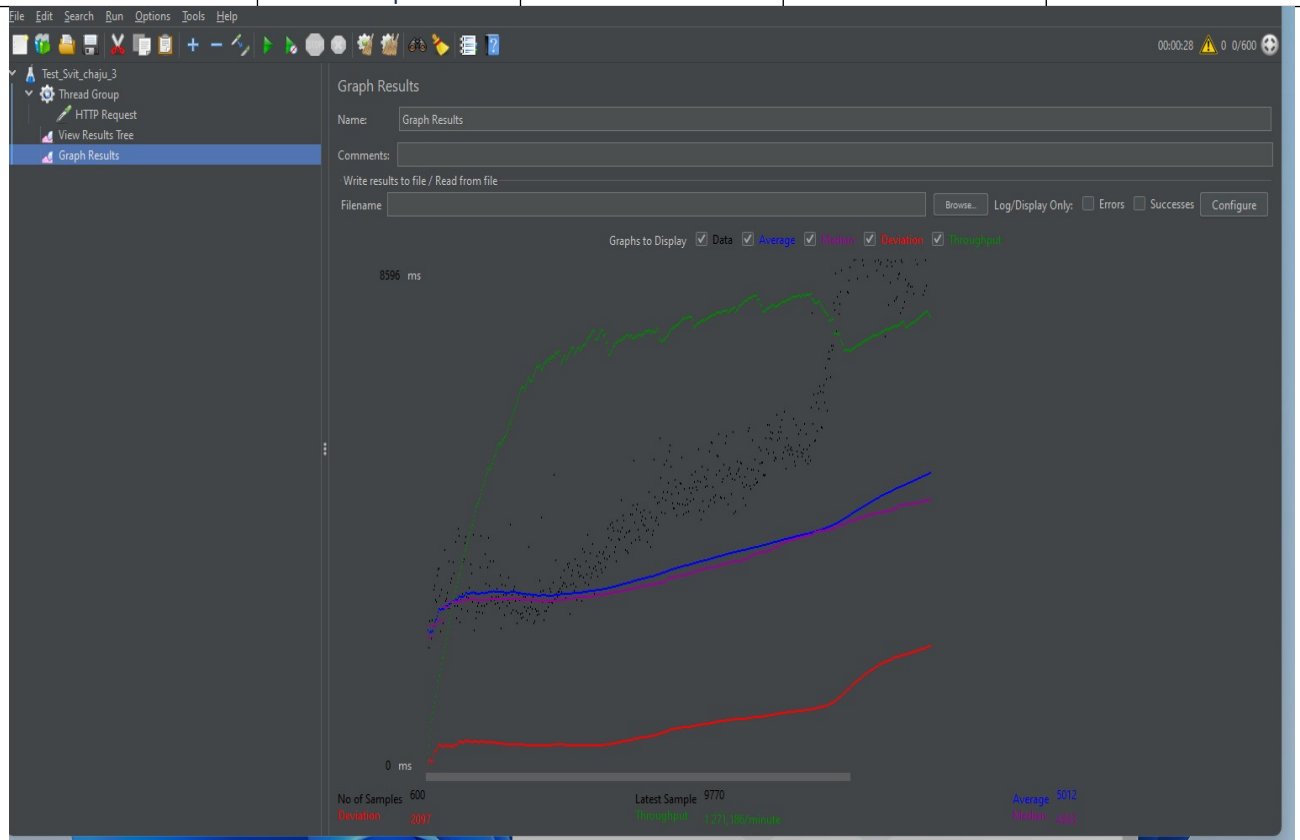 File Edit Search Run Options Tools Help
00:00:28 0 0/600
Test_Svit_chaju_3
Thread Group
HTTP Request
View Results Tree
Graph Results
Graph Results
Name: Graph Results
Comments:
Write results to file / Read from file
Filename Browse... Log/Display Only: Errors Successes Configure
Graphs to Display Data Average Median Deviation Throughput
8596 ms
0 ms
No of Samples 600 Latest Sample 9770 Average 5012
Deviation 2097 Throughput /minute Median